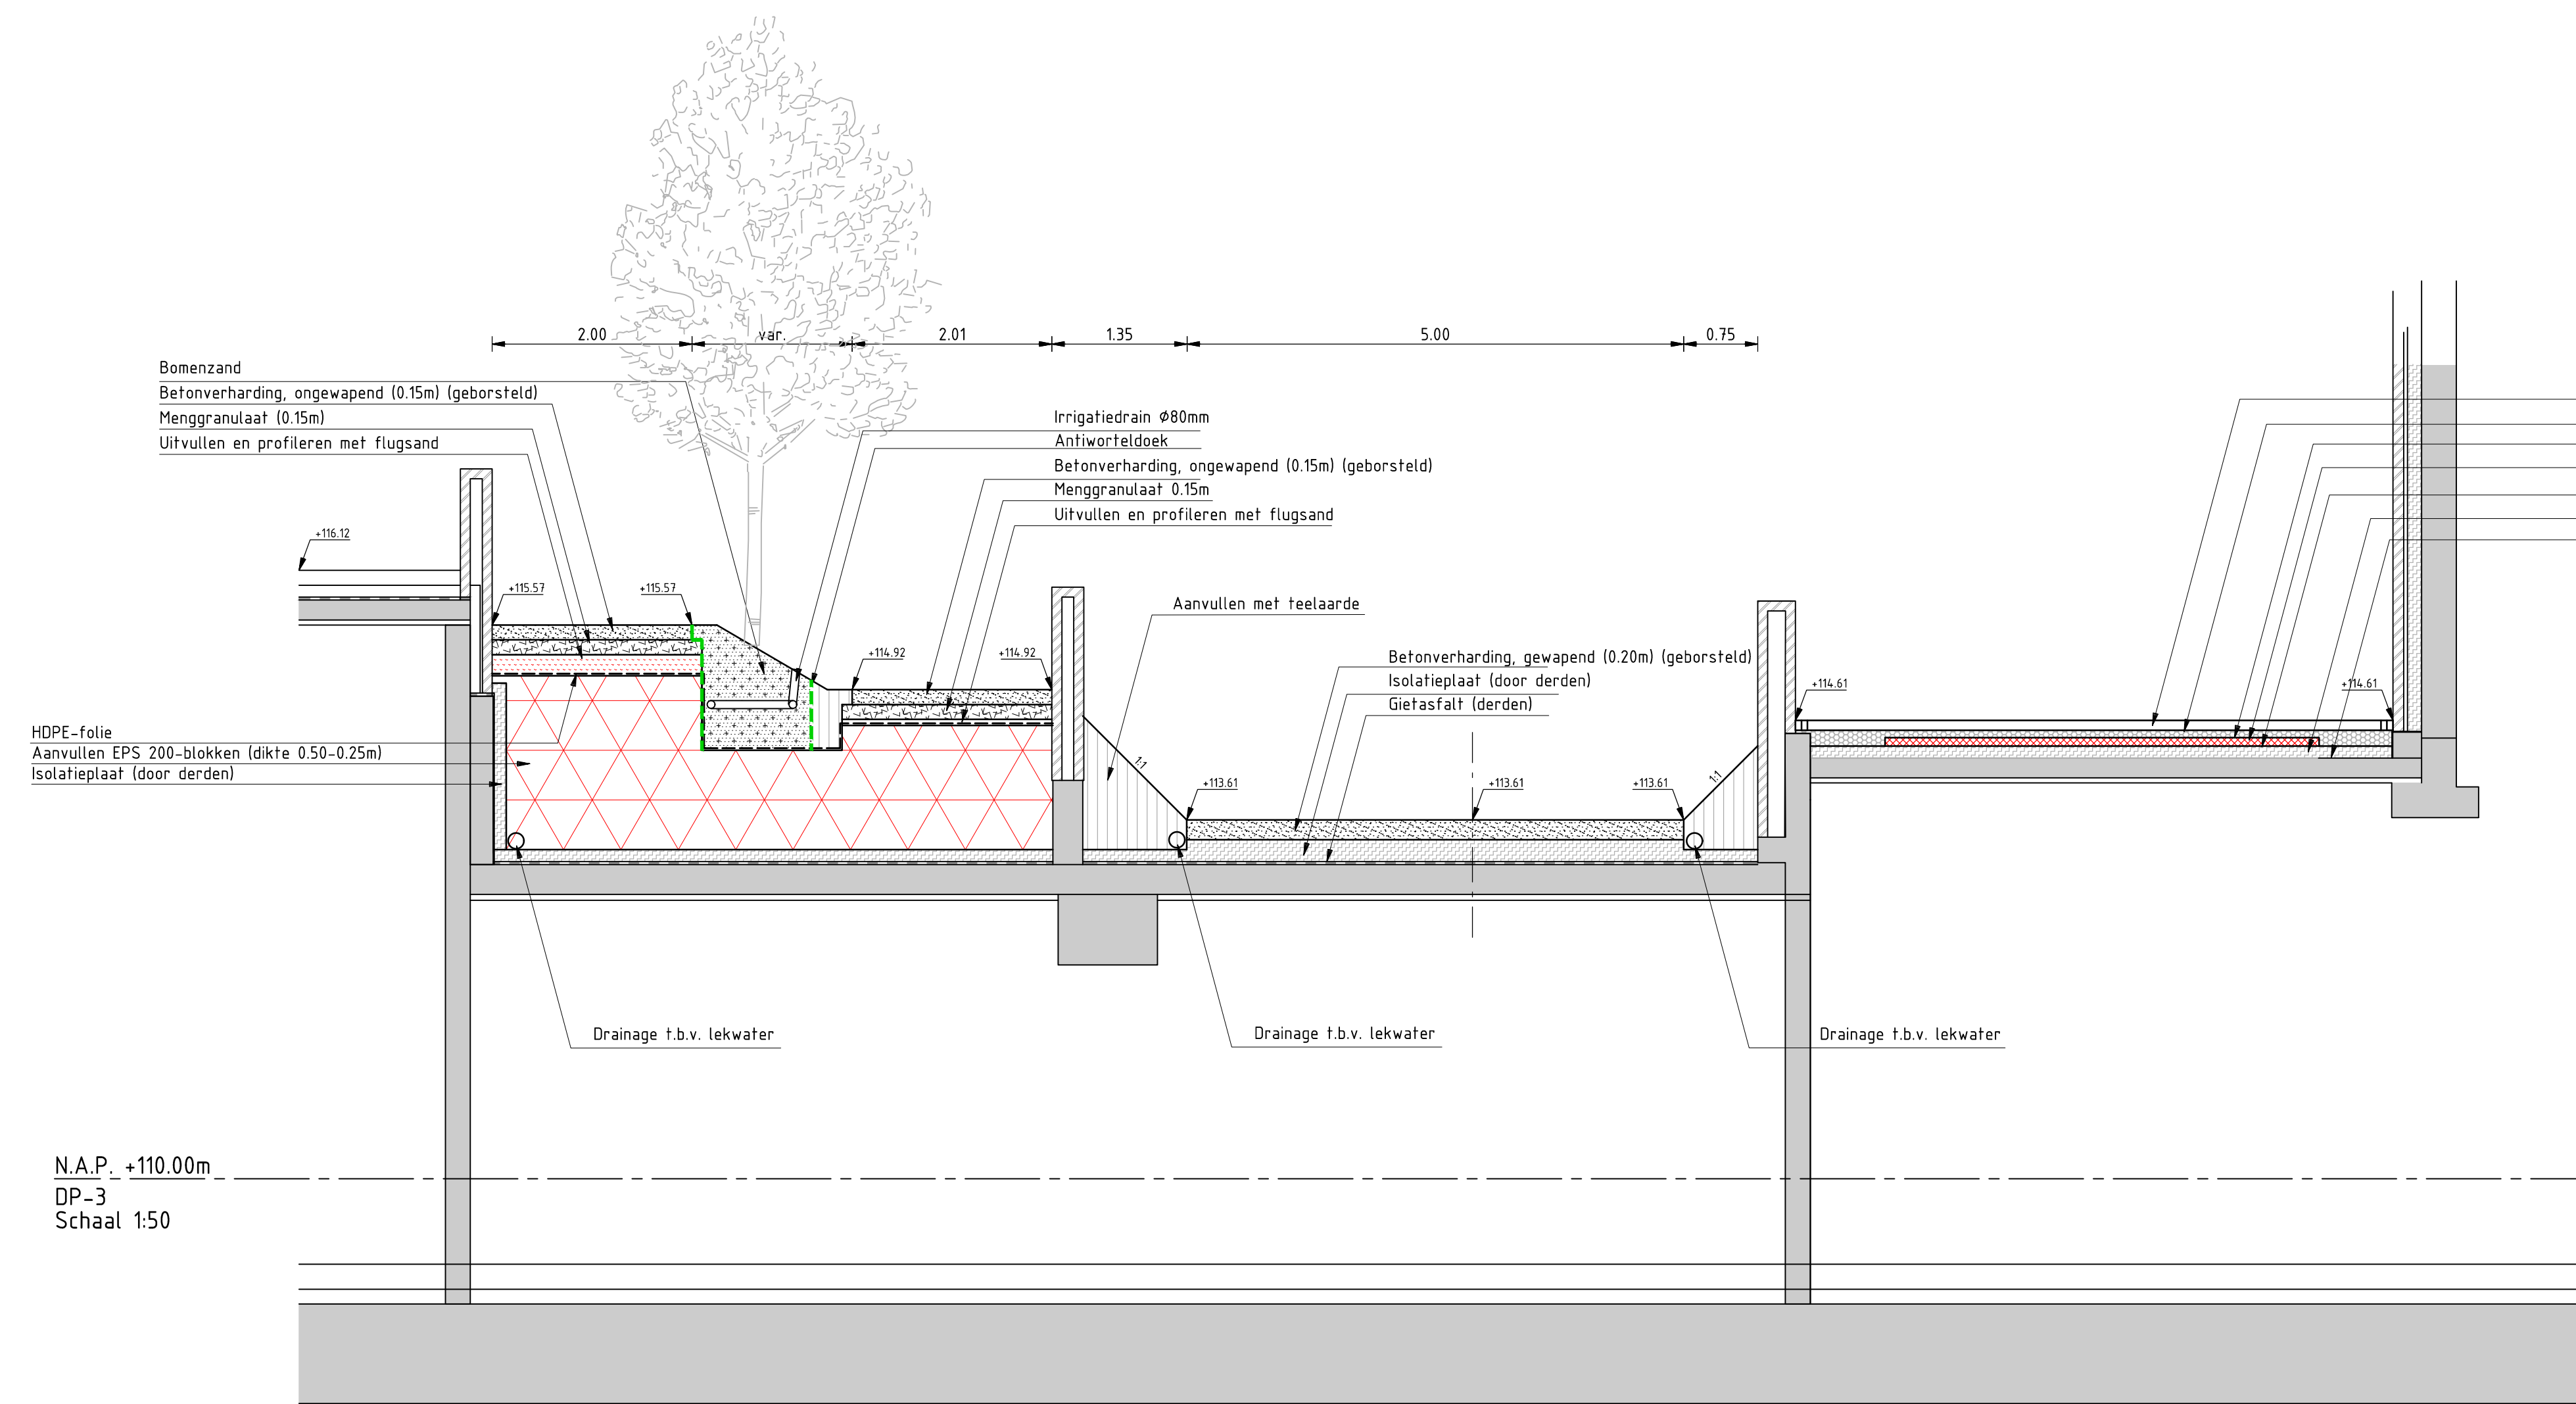 2.00
var.
2.01
1.35
5.00
0.75
Bomenzand
Betonverharding, ongewapend (0.15m) (geborsteld)
Menggranulaat (0.15m)
Uitvullen en profileren met flugsand
Irrigatiedrain Ø80mm
Antiworteldoek
Betonverharding, ongewapend (0.15m) (geborsteld)
Menggranulaat 0.15m
Uitvullen en profileren met flugsand
+116.12
+115.57
+115.57
Aanvullen met teelaarde
+114.92
+114.92
Betonverharding, gewapend (0.20m) (geborsteld)
Isolatieplaat (door derden)
Gietasfalt (derden)
+114.61
+114.61
HDPE-folie
Aanvullen EPS 200-blokken (dikte 0.50-0.25m)
Isolatieplaat (door derden)
1:1
1:1
+113.61
+113.61
+113.61
Drainage t.b.v. lekwater
Drainage t.b.v. lekwater
Drainage t.b.v. lekwater
N.A.P. +110.00m
DP-3
Schaal 1:50